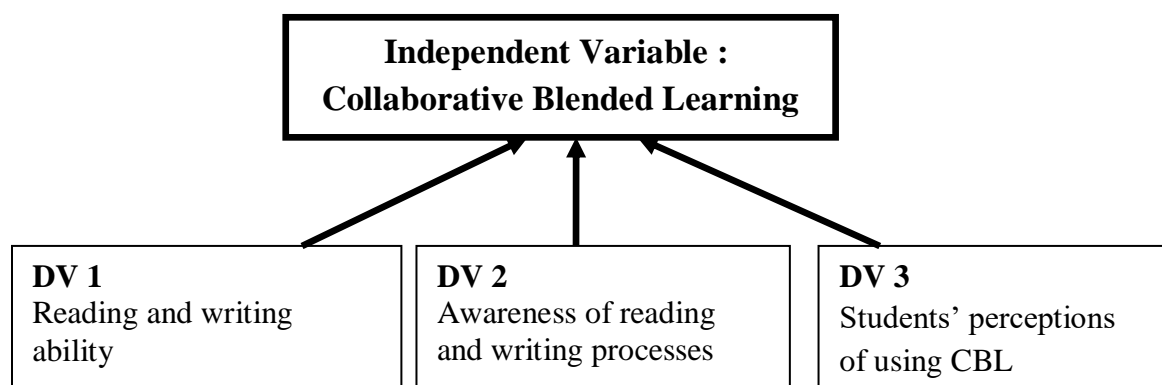 Independent Variable :
Collaborative Blended Learning
DV 1
Reading and writing
ability
DV 2
Awareness of reading
and writing processes
DV 3
Students’ perceptions
of using CBL